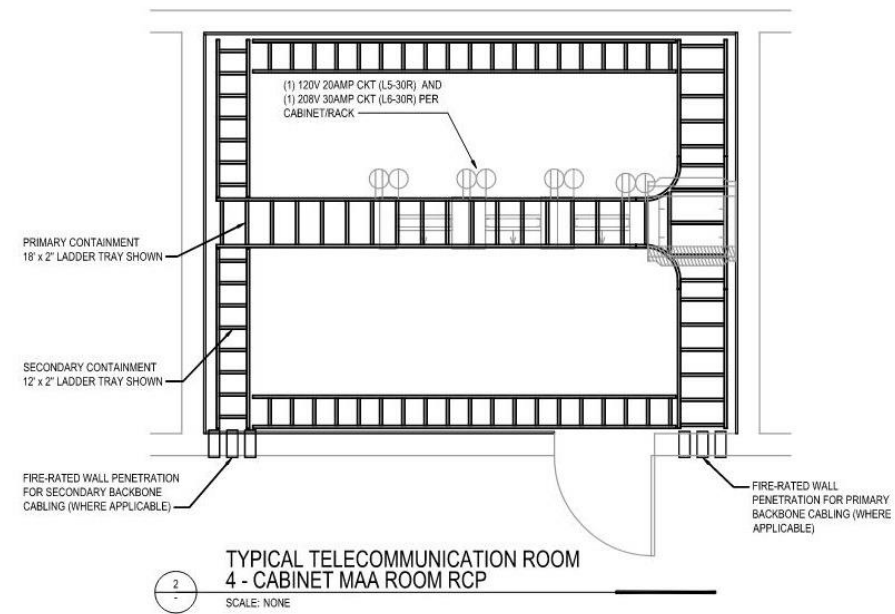 (1) 120V 20AMP CKT (L5-30R) AND
(1) 208V 30AMP CKT (L6-30R) PER
CABINET/RACK
PRIMARY CONTAINMENT
18' x 2" LADDER TRAY SHOWN
SECONDARY CONTAINMENT
12' x 2" LADDER TRAY SHOWN
FIRE-RATED WALL PENETRATION
FOR SECONDARY BACKBONE
CABLING (WHERE APPLICABLE)
FIRE-RATED WALL
PENETRATION FOR PRIMARY
BACKBONE CABLING (WHERE
APPLICABLE)
2
-
TYPICAL TELECOMMUNICATION ROOM
4 - CABINET MAA ROOM RCP
SCALE: NONE